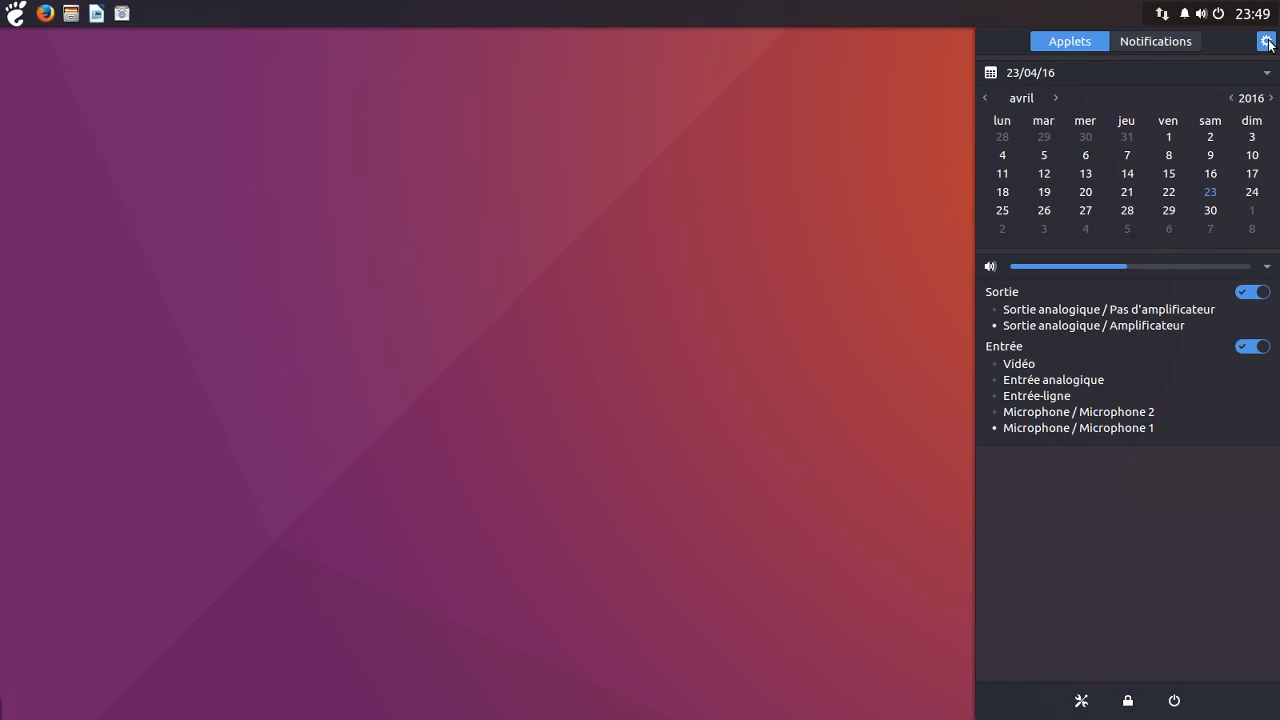 23:49
Applets Notifications
23/04/16
avril 2016
lun mar mer jeu ven sam dim
28 29 30 31 1 2 3
4 5 6 7 8 9 10
11 12 13 14 15 16 17
18 19 20 21 22 23 24
25 26 27 28 29 30 1
2 3 4 5 6 7 8
Sortie
Sortie analogique / Pas d'amplificateur
Sortie analogique / Amplificateur
Entrée
Vidéo
Entrée analogique
Entrée-ligne
Microphone / Microphone 2
Microphone / Microphone 1